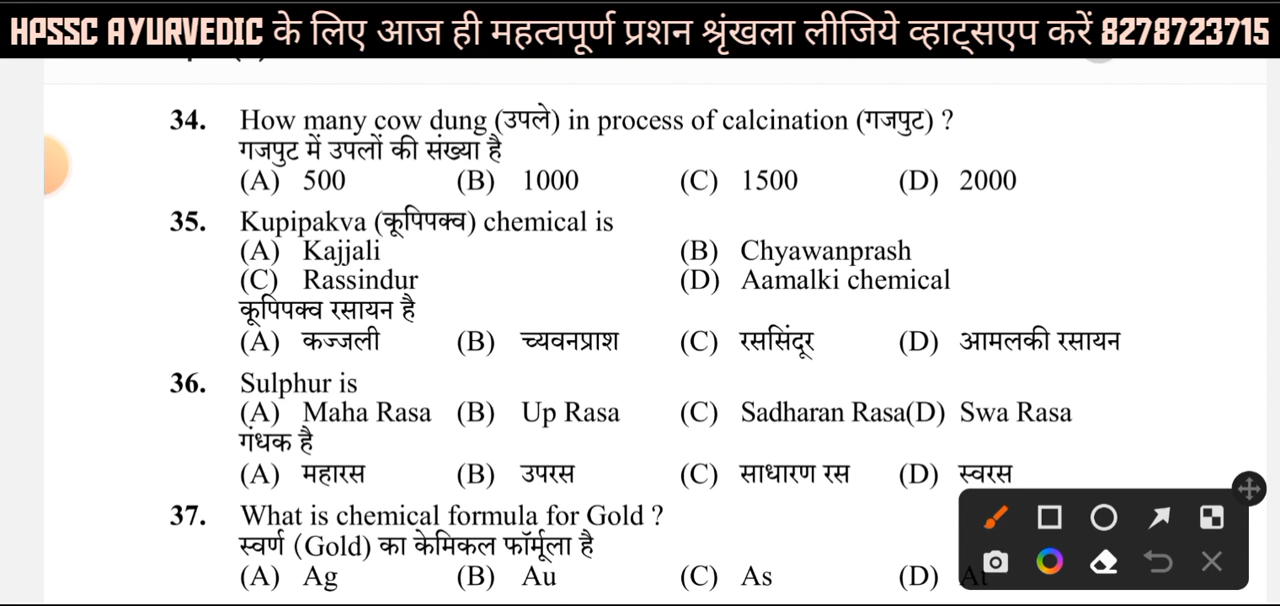 HPSSC AYURVEDIC के लिए आज ही महत्वपूर्ण प्रशन श्रृंखला लीजिये व्हाट्सएप करें 8278723715
34. How many cow dung (उपले) in process of calcination (गजपुट) ?
गजपुट में उपलों की संख्या है
(A) 500 (B) 1000 (C) 1500 (D) 2000
35. Kupipakva (कूपिपक्व) chemical is
(A) Kajjali (B) Chyawanprash
(C) Rassindur (D) Aamalki chemical
कूपिपक्व रसायन है
(A) कज्जली (B) च्यवनप्राश (C) रससिंदूर (D) आमलकी रसायन
36. Sulphur is
(A) Maha Rasa (B) Up Rasa (C) Sadharan Rasa(D) Swa Rasa
गंधक है
(A) महारस (B) उपरस (C) साधारण रस (D) स्वरस
37. What is chemical formula for Gold ?
स्वर्ण (Gold) का केमिकल फॉर्मूला है
(A) Ag (B) Au (C) As (D)